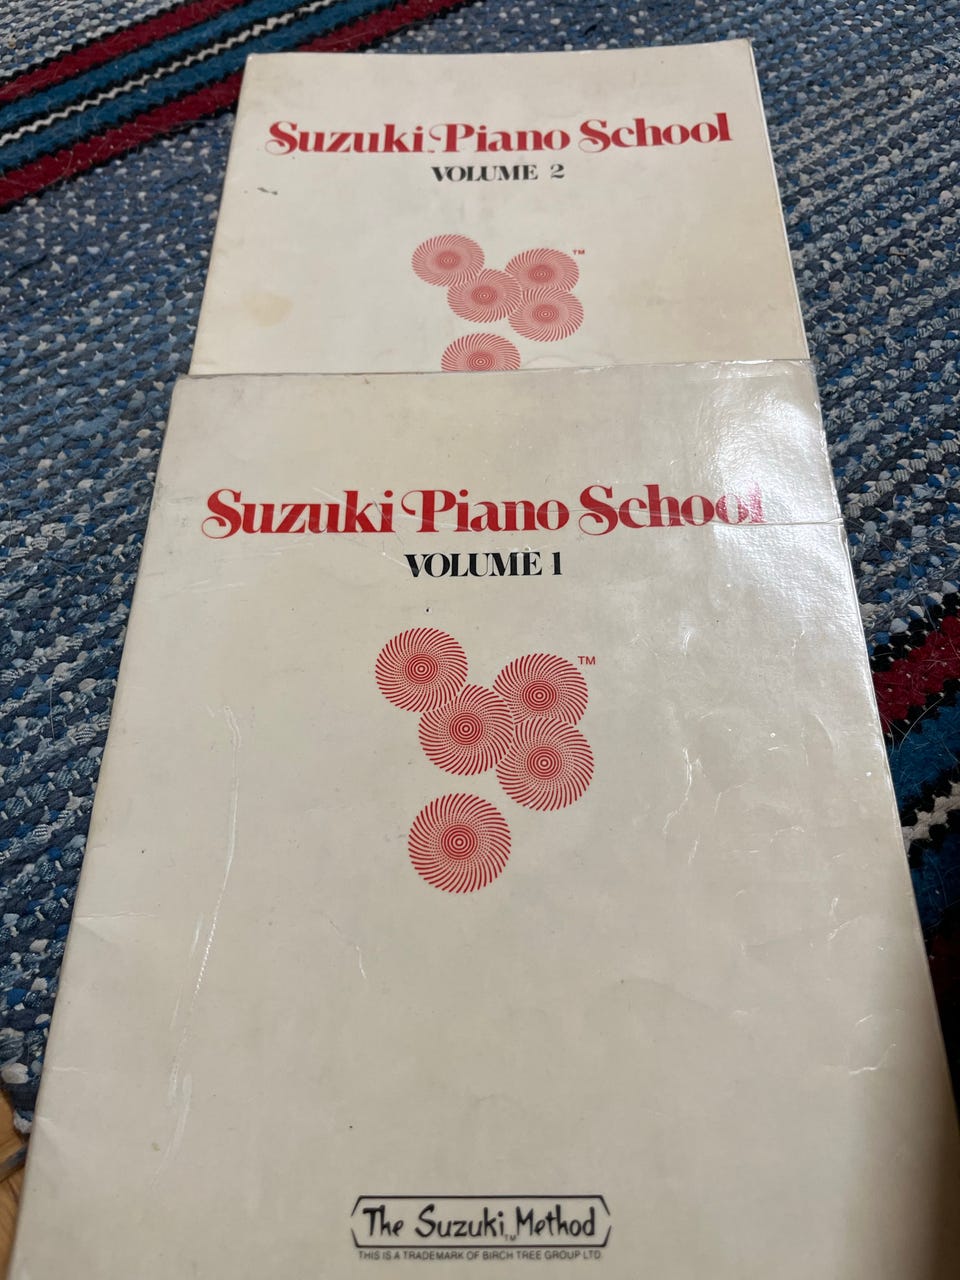 Suzuki Piano School
VOLUME 2
TM
Suzuki Piano School
VOLUME 1
TM
The Suzuki Method
TM
THIS IS A TRADEMARK OF BIRCH TREE GROUP LTD.